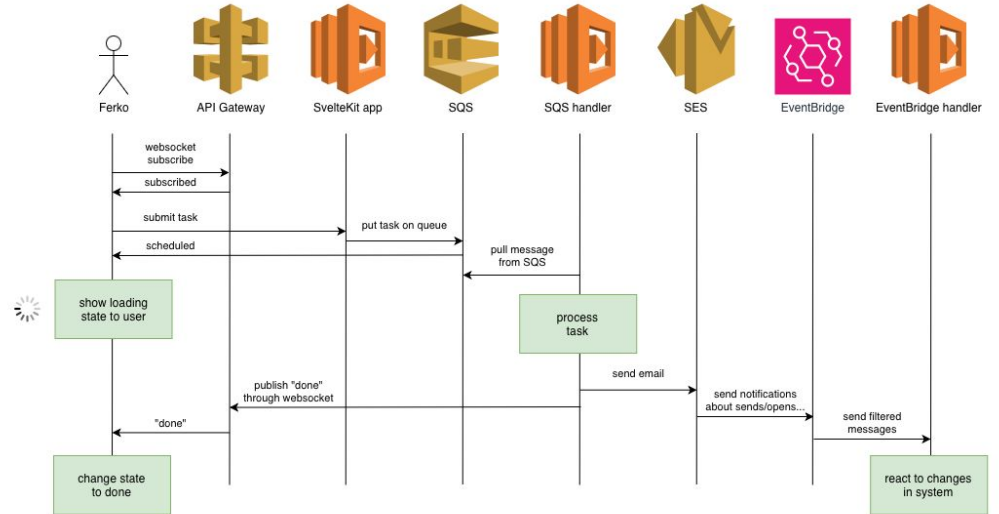 Ferko
API Gateway
SvelteKit app
SQS
SQS handler
SES
EventBridge
EventBridge handler
websocket
subscribe
subscribed
submit task
put task on queue
scheduled
pull message
from SQS
show loading
state to user
process
task
send email
publish "done"
through websocket
send notifications
about sends/opens...
"done"
send filtered
messages
change state
to done
react to changes
in system